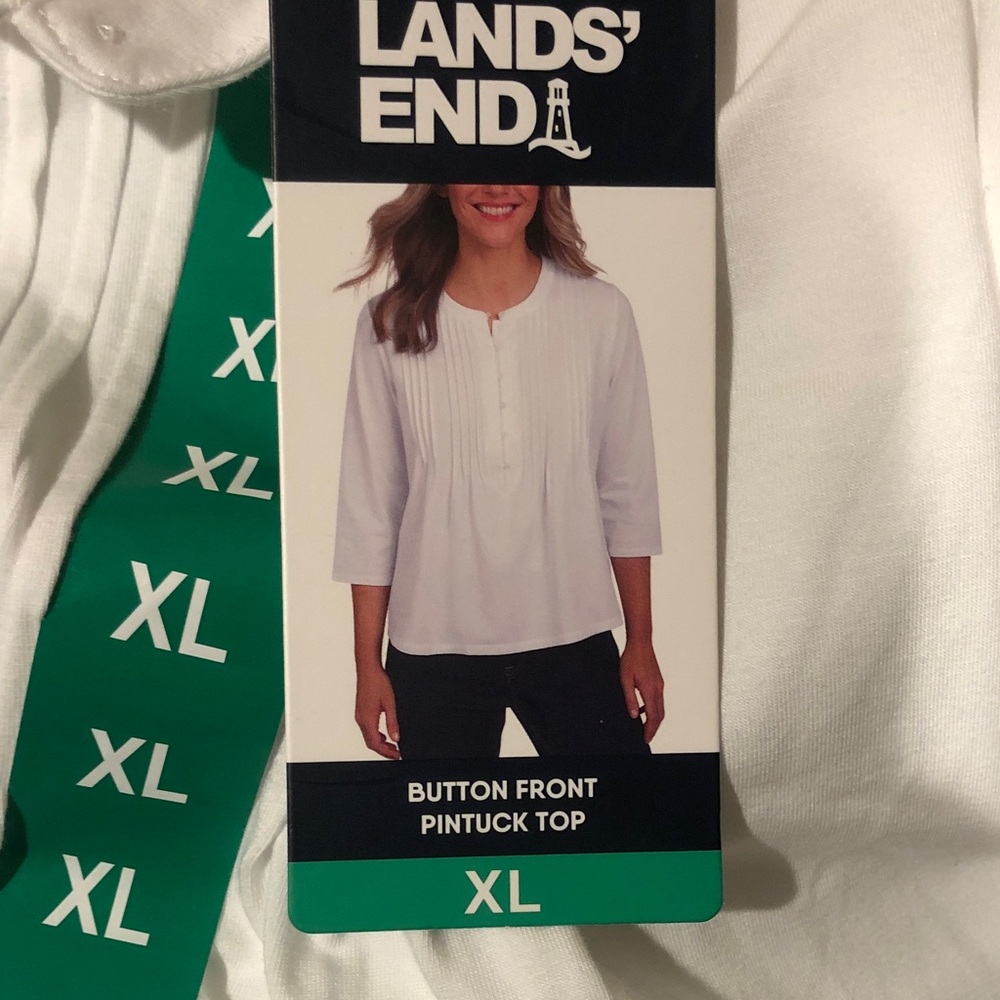 LANDS'
END
BUTTON FRONT
PINTUCK TOP
XL
X
XL
XL
XL
XL
XL